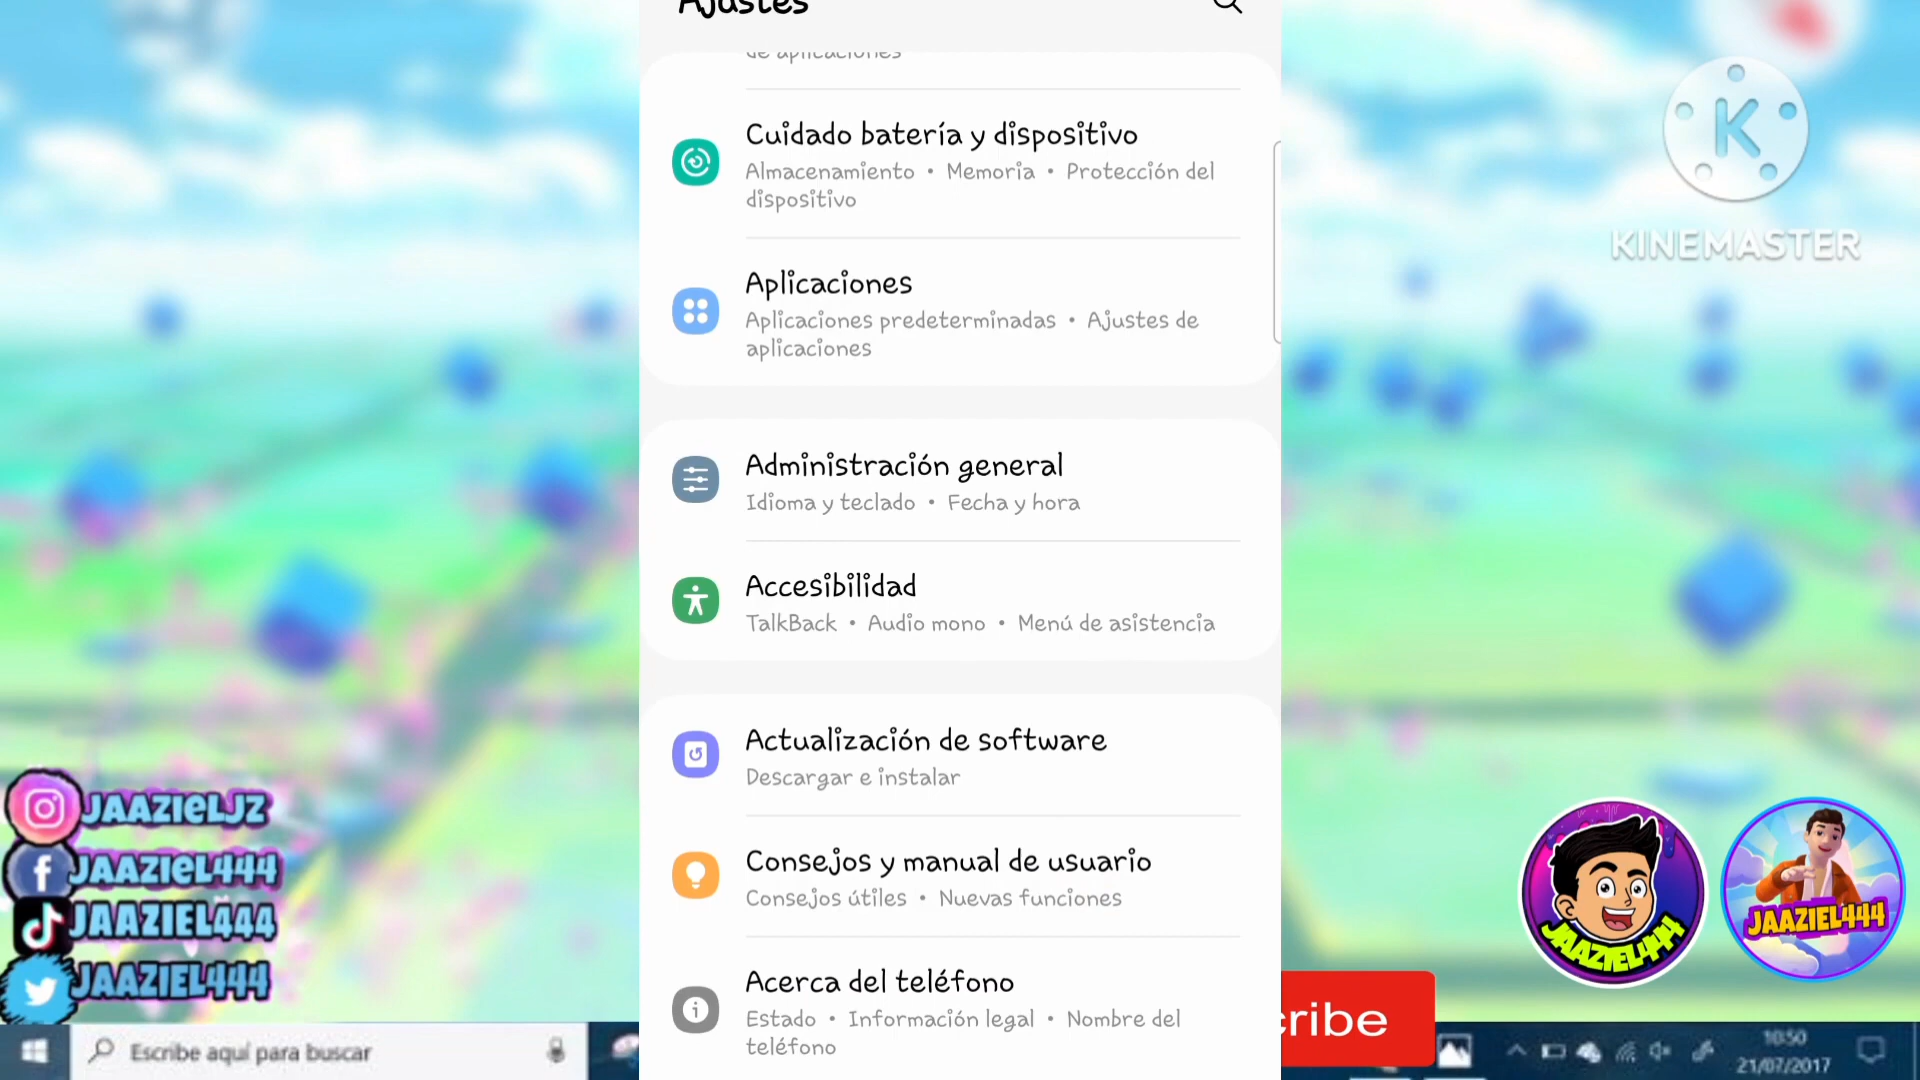 Ajustes
de aplicaciones
Cuidado batería y dispositivo
Almacenamiento • Memoria • Protección del
dispositivo
Aplicaciones
Aplicaciones predeterminadas • Ajustes de
aplicaciones
Administración general
Idioma y teclado • Fecha y hora
Accesibilidad
TalkBack • Audio mono • Menú de asistencia
Actualización de software
Descargar e instalar
Consejos y manual de usuario
Consejos útiles • Nuevas funciones
Acerca del teléfono
Estado • Información legal • Nombre del
teléfono
K
KINEMASTER
JAAZIELJZ
JAAZIEL444
JAAZIEL444
JAAZIEL444
JAAZIEL444
JAAZIEL444
cribe
Escribe aquí para buscar
10:50
21/07/2017